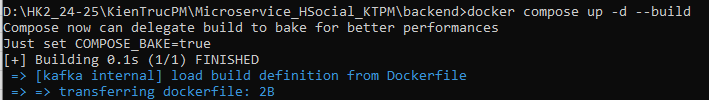 D:\HK2_24-25\KienTrucPM\Microservice_HSocial_KTPM\backend>docker compose up -d --build
Compose now can delegate build to bake for better performances
Just set COMPOSE_BAKE=true
[+] Building 0.1s (1/1) FINISHED
=> [kafka internal] load build definition from Dockerfile
=> => transferring dockerfile: 2B